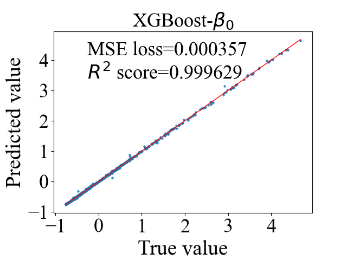 XGBoost-β₀
MSE loss=0.000357
R² score=0.999629
Predicted value
4
3
2
1
0
−1
−1 0 1 2 3 4
True value